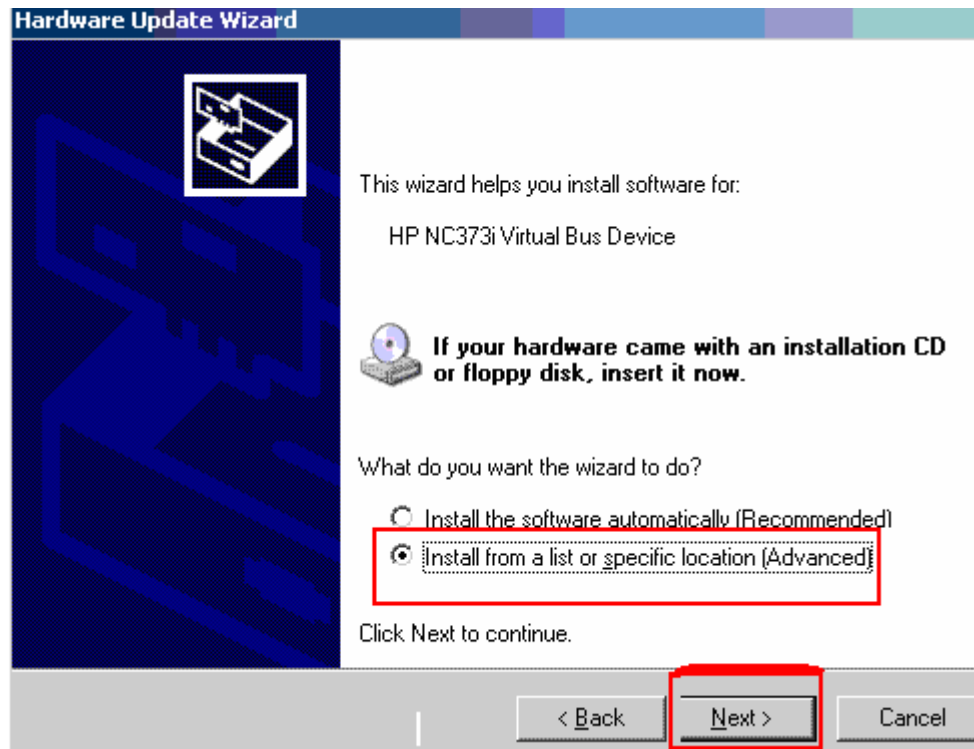 Hardware Update Wizard
This wizard helps you install software for:
HP NC373i Virtual Bus Device
If your hardware came with an installation CD
or floppy disk, insert it now.
What do you want the wizard to do?
Install the software automatically (Recommended)
Install from a list or specific location (Advanced)
Click Next to continue.
< Back
Next >
Cancel